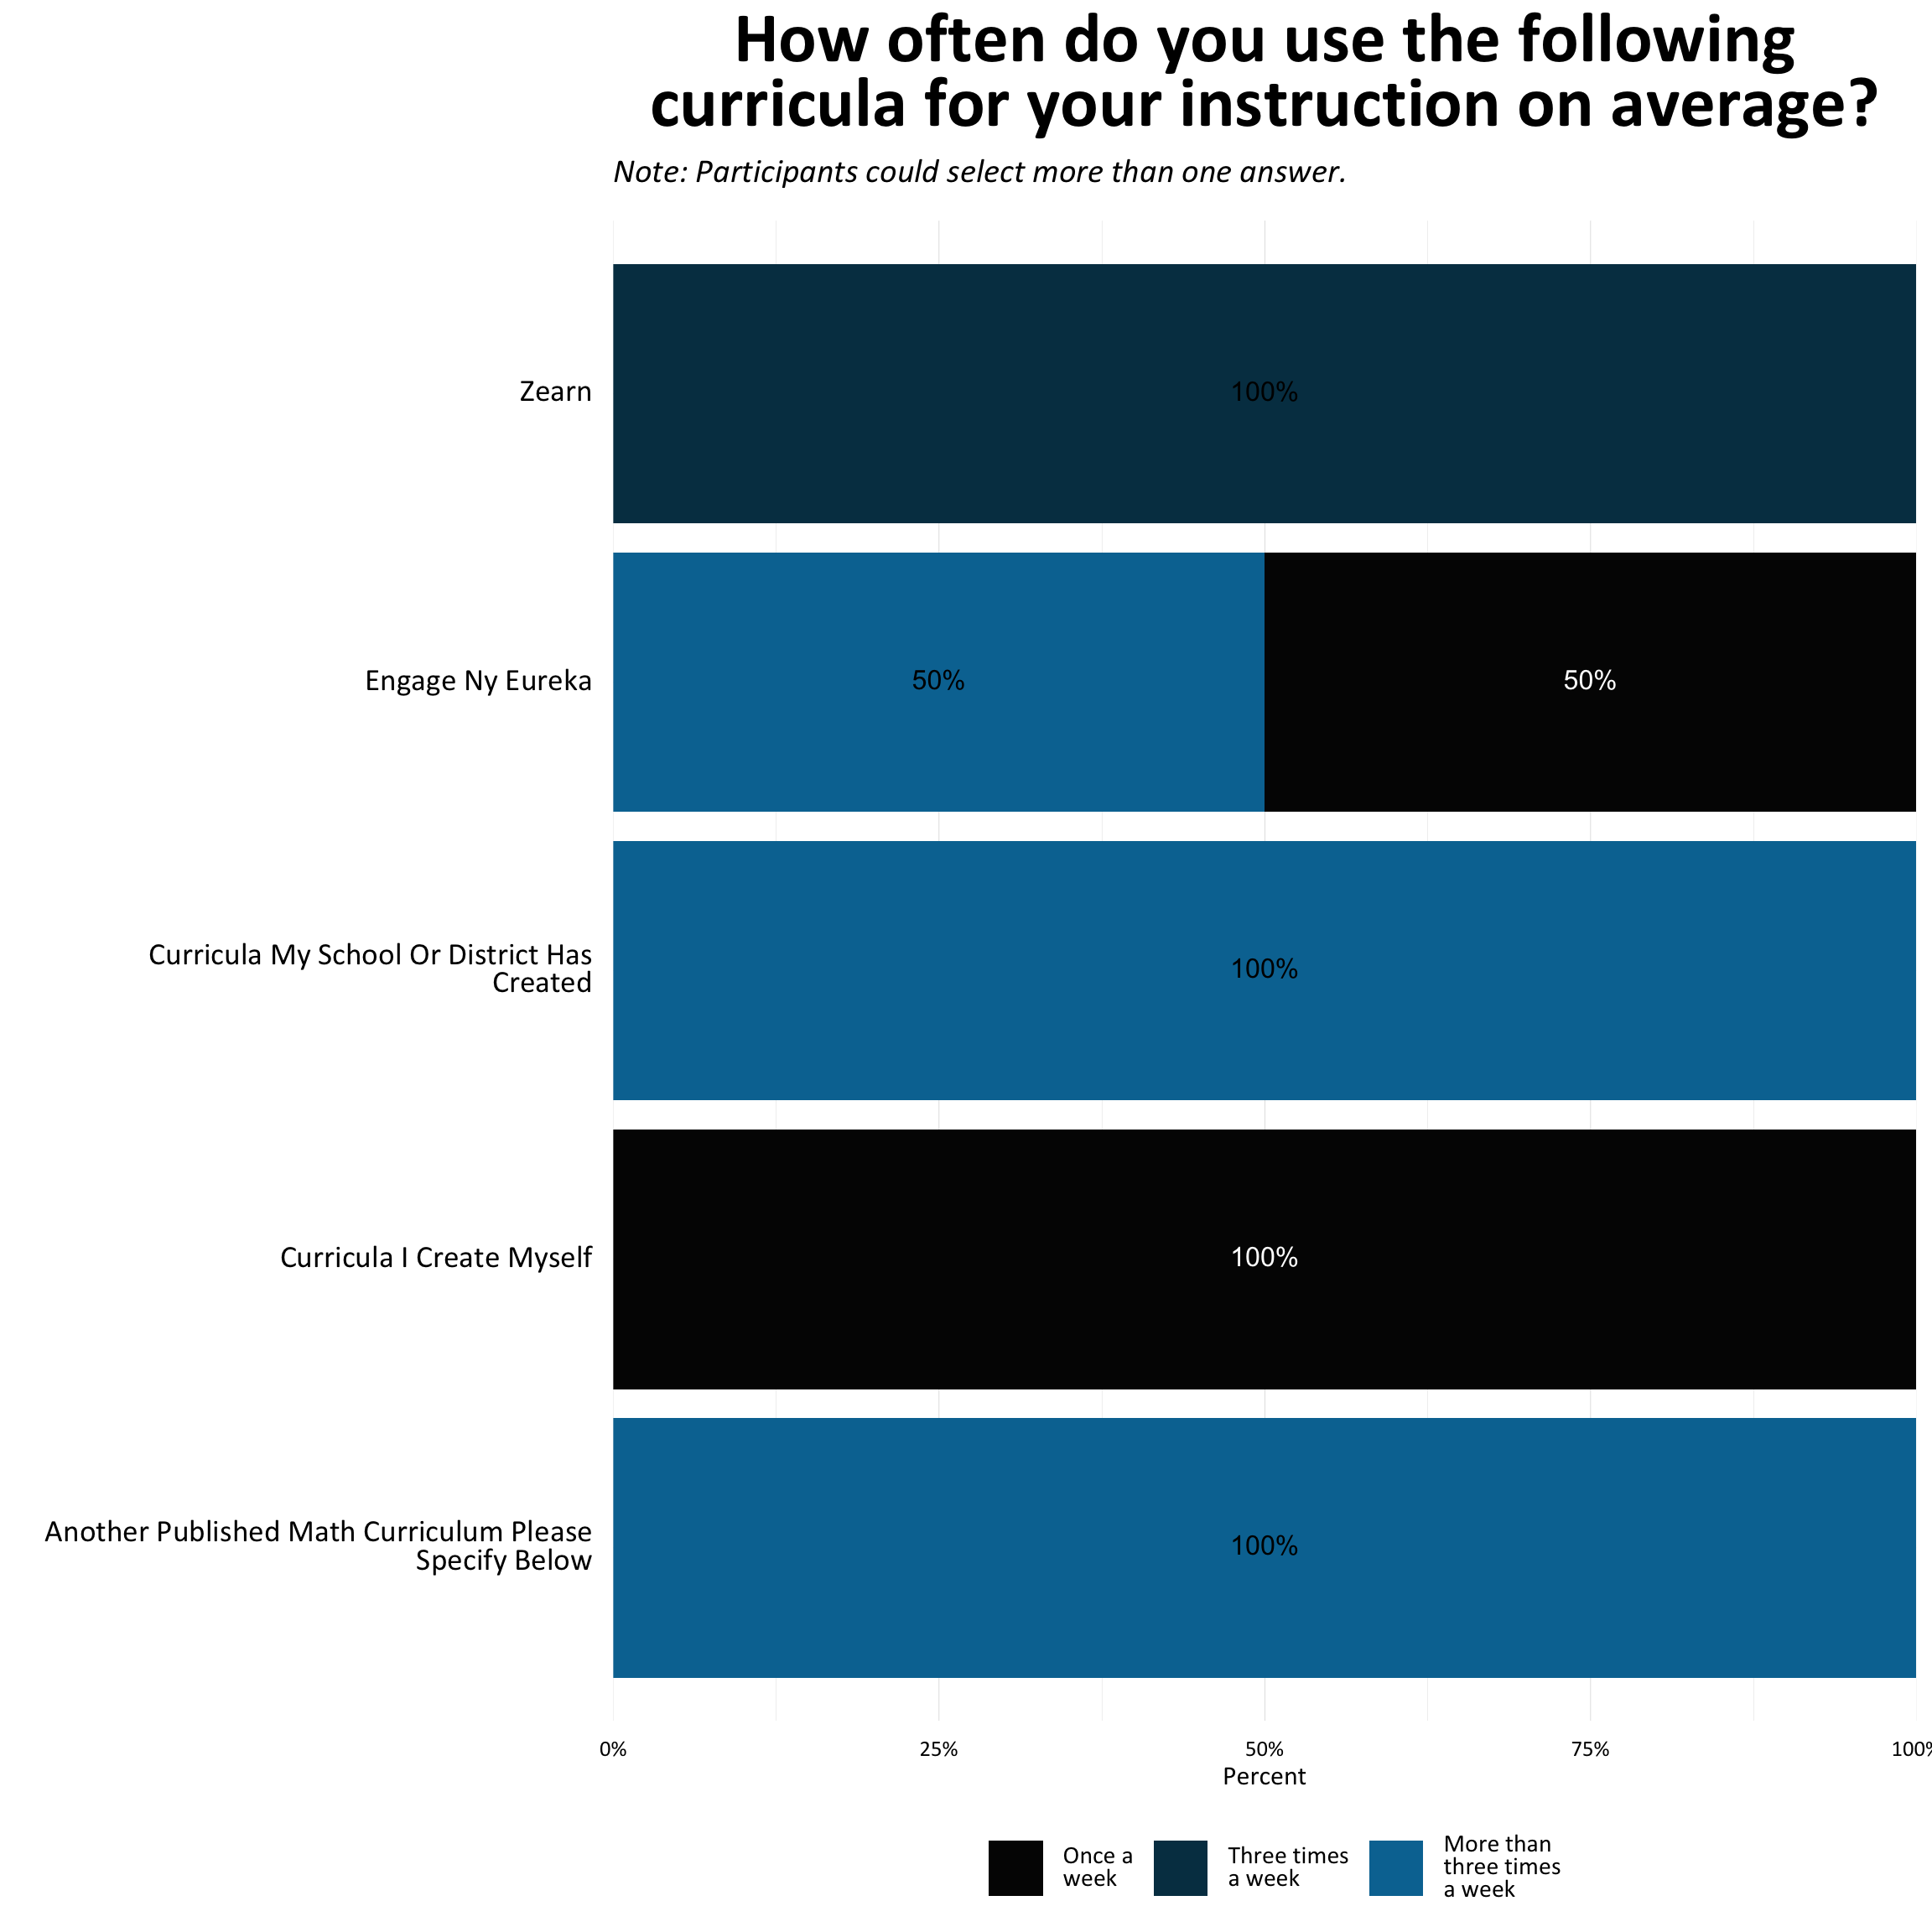 How often do you use the following
curricula for your instruction on average?
Note: Participants could select more than one answer.
Zearn
100%
Engage Ny Eureka
50%
50%
Curricula My School Or District Has
Created
100%
Curricula I Create Myself
100%
Another Published Math Curriculum Please
Specify Below
100%
0%
25%
50%
75%
100%
Percent
Once a
week
Three times
a week
More than
three times
a week